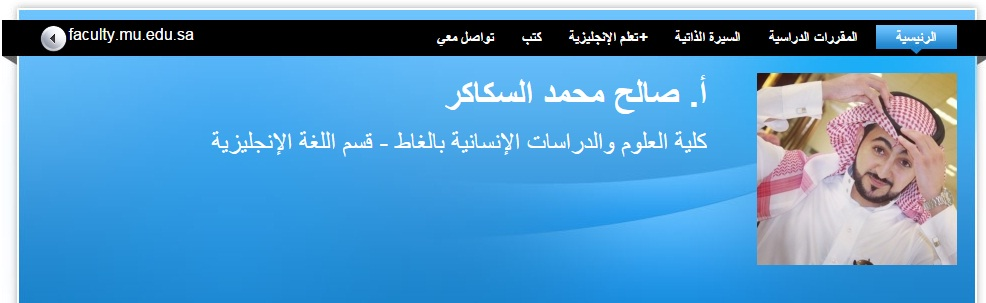 الرئيسية المقررات الدراسية السيرة الذاتية +تعلم الإنجليزية كتب تواصل معي faculty.mu.edu.sa
أ. صالح محمد السكاكر
كلية العلوم والدراسات الإنسانية بالغاط - قسم اللغة الإنجليزية